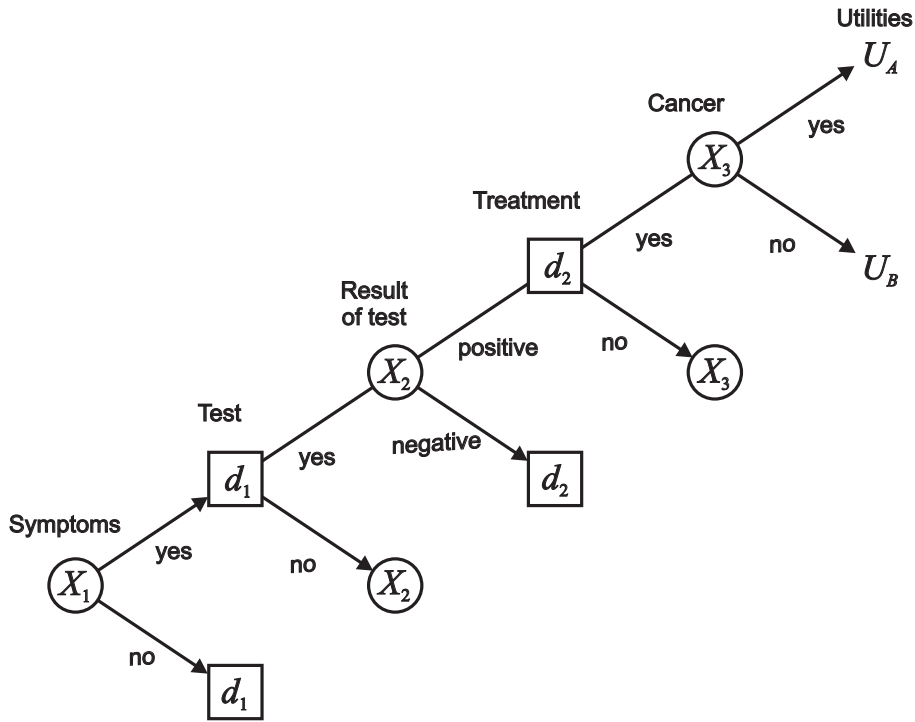 Utilities
U_A
Cancer
yes
X_3
Treatment
yes
no
d_2
U_B
Result
of test
positive
no
X_2
X_3
Test
negative
yes
d_1
d_2
Symptoms
yes
no
X_1
X_2
no
d_1